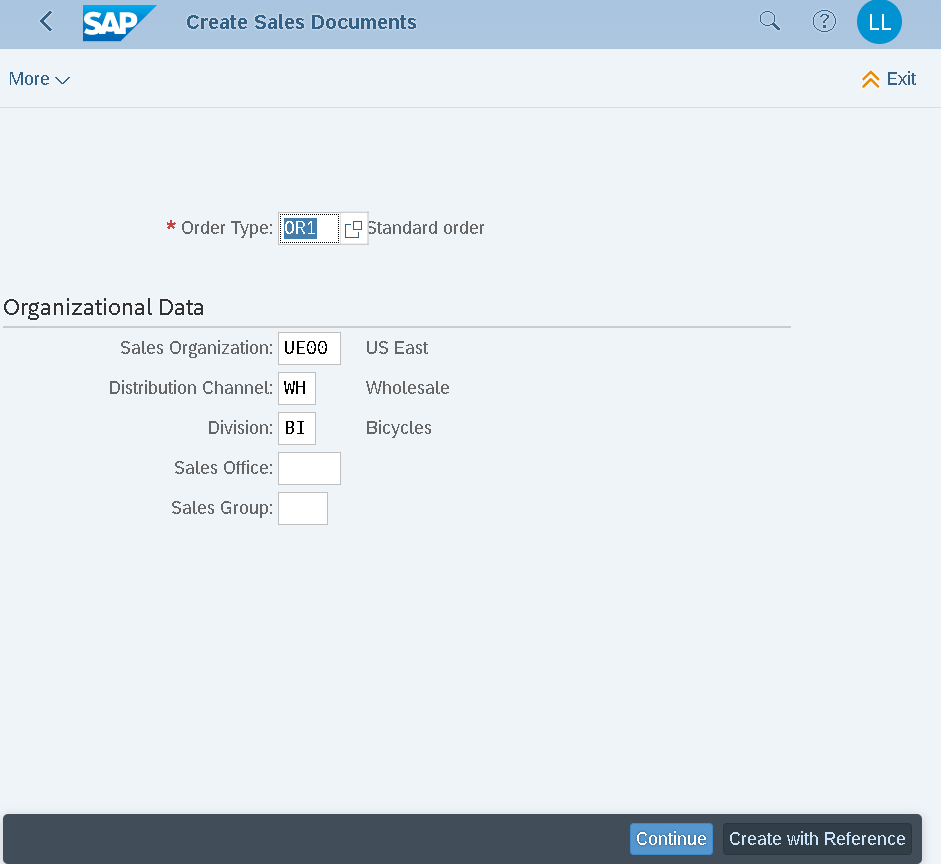 SAP Create Sales Documents ? LL
More Exit
* Order Type: OR1 Standard order
Organizational Data
Sales Organization: UE00 US East
Distribution Channel: WH Wholesale
Division: BI Bicycles
Sales Office:
Sales Group:
Continue Create with Reference